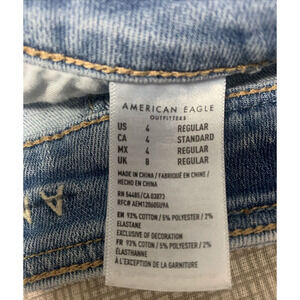 AMERICAN EAGLE
OUTFITTERS
US 4 REGULAR
CA 4 STANDARD
MX 4 REGULAR
UK 8 REGULAR
MADE IN CHINA / FABRIQUÉ EN CHINE /
HECHO EN CHINA
RN 54485/CA 03873
RFC# AEM120605U9A
EN 93% COTTON / 5% POLYESTER / 2%
ELASTANE
EXCLUSIVE OF DECORATION
FR 93% COTON / 5% POLYESTER / 2%
ÉLASTHANNE
À L'EXCEPTION DE LA GARNITURE